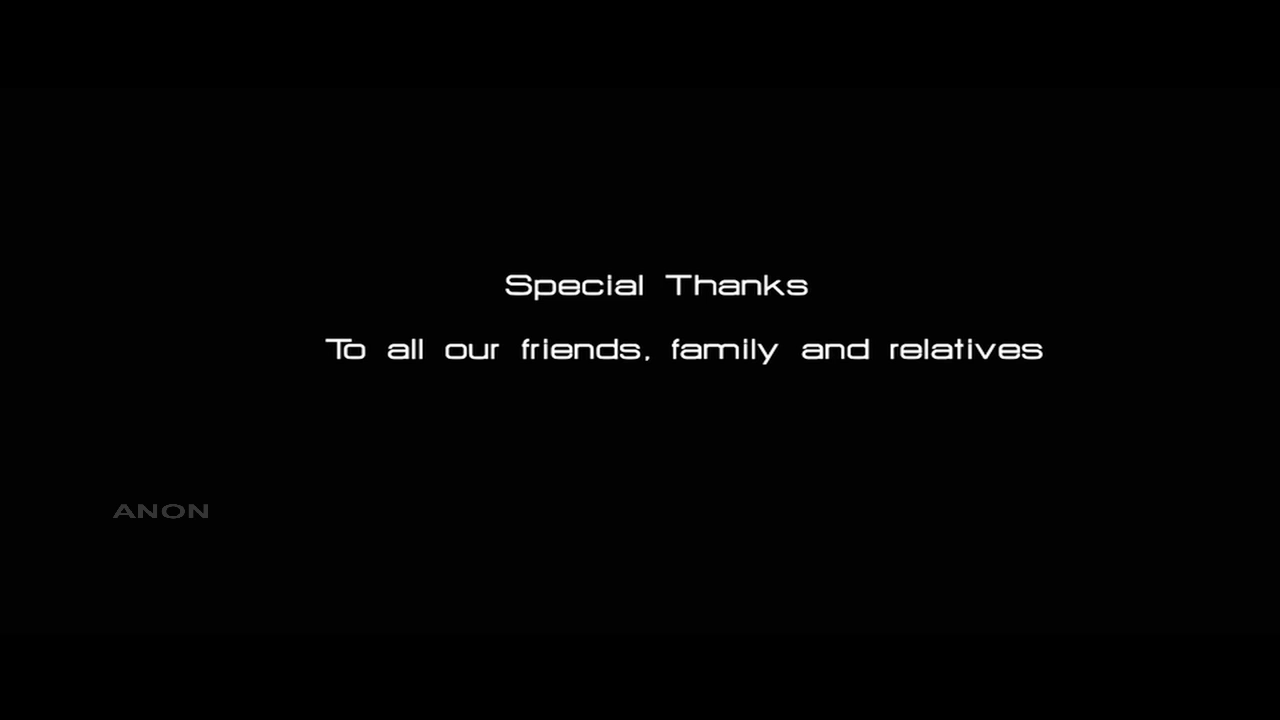 Special Thanks
To all our friends, family and relatives
ANON